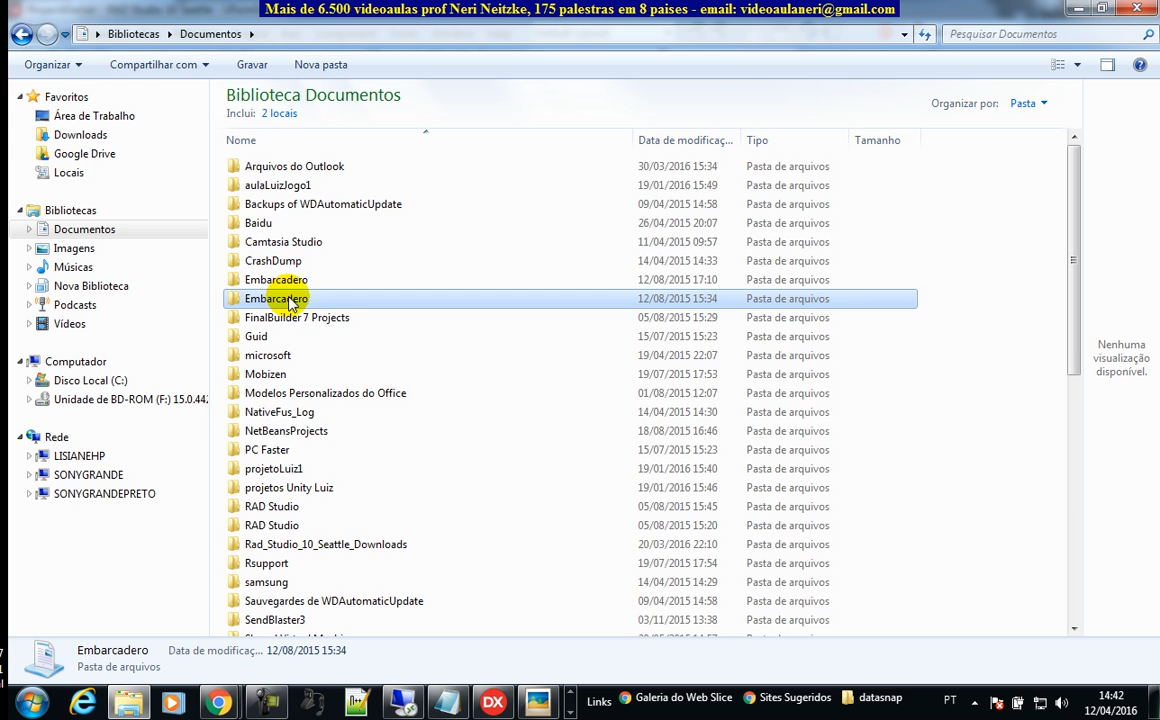 Mais de 6.500 videoaulas prof Neri Neitzke, 175 palestras em 8 paises - email: videoaulaneri@gmail.com
Bibliotecas Documentos
Pesquisar Documentos
Organizar Compartilhar com Gravar Nova pasta
Favoritos
Área de Trabalho
Downloads
Google Drive
Locais
Bibliotecas
Documentos
Imagens
Músicas
Nova Biblioteca
Podcasts
Vídeos
Computador
Disco Local (C:)
Unidade de BD-ROM (F:) 15.0.44.
Rede
LISIANEHP
SONYGRANDE
SONYGRANDEPRETO
Biblioteca Documentos
Inclui: 2 locais
Organizar por: Pasta
Nome Data de modificaç... Tipo Tamanho
Arquivos do Outlook 30/03/2016 15:34 Pasta de arquivos
aulaLuizJogo1 19/01/2016 15:49 Pasta de arquivos
Backups of WDAutomaticUpdate 09/04/2015 14:58 Pasta de arquivos
Baidu 26/04/2015 20:07 Pasta de arquivos
Camtasia Studio 11/04/2015 09:57 Pasta de arquivos
CrashDump 14/04/2015 14:33 Pasta de arquivos
Embarcadero 12/08/2015 17:10 Pasta de arquivos
Embarcadero 12/08/2015 15:34 Pasta de arquivos
FinalBuilder 7 Projects 05/08/2015 15:29 Pasta de arquivos
Guid 15/07/2015 15:23 Pasta de arquivos
microsoft 19/04/2015 22:07 Pasta de arquivos
Mobizen 19/07/2015 17:53 Pasta de arquivos
Modelos Personalizados do Office 01/08/2015 12:07 Pasta de arquivos
NativeFus_Log 14/04/2015 14:30 Pasta de arquivos
NetBeansProjects 18/08/2015 16:46 Pasta de arquivos
PC Faster 15/07/2015 15:23 Pasta de arquivos
projetoLuiz1 19/01/2016 15:40 Pasta de arquivos
projetos Unity Luiz 19/01/2016 15:46 Pasta de arquivos
RAD Studio 05/08/2015 15:45 Pasta de arquivos
RAD Studio 05/08/2015 15:20 Pasta de arquivos
Rad_Studio_10_Seattle_Downloads 20/03/2016 22:10 Pasta de arquivos
Rsupport 19/07/2015 17:54 Pasta de arquivos
samsung 14/04/2015 14:29 Pasta de arquivos
Sauvegardes de WDAutomaticUpdate 09/04/2015 14:58 Pasta de arquivos
SendBlaster3 03/11/2015 13:38 Pasta de arquivos
Nenhuma
visualização
disponível.
Embarcadero Data de modificaç... 12/08/2015 15:34
Pasta de arquivos
Links Galeria do Web Slice Sites Sugeridos datasnap PT
14:42
12/04/2016